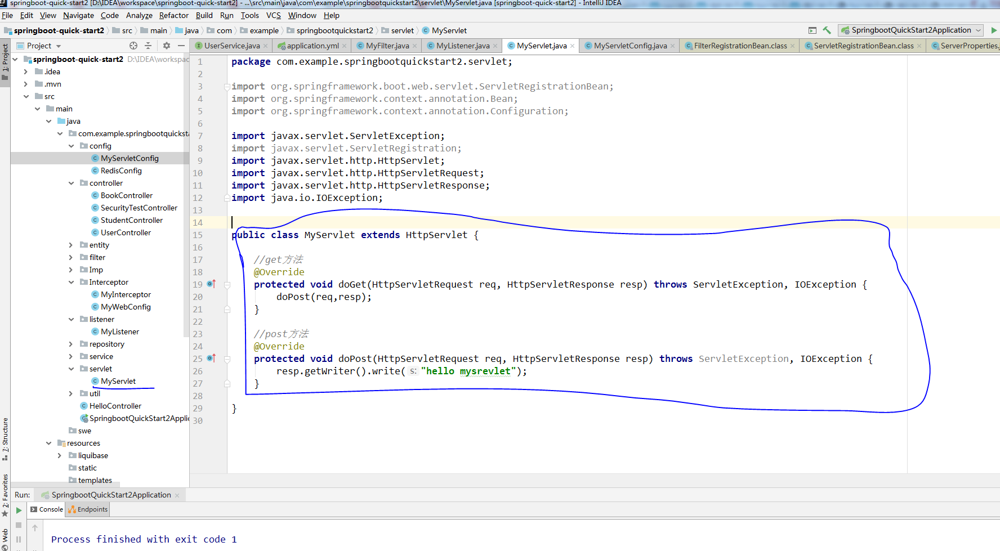 springboot-quick-start2 [D:\IDEA\workspace\springboot-quick-start2] - ...\src\main\java\com\example\springbootquickstart2\servlet\MyServlet.java [springboot-quick-start2] - IntelliJ IDEA
File Edit View Navigate Code Analyze Refactor Build Run Tools VCS Window Help
springboot-quick-start2 src main java com example springbootquickstart2 servlet MyServlet SpringbootQuickStart2Application
Project UserService.java application.yml MyFilter.java MyListener.java MyServlet.java MyServletConfig.java FilterRegistrationBean.class ServletRegistrationBean.class ServerProperties.j
1: Project
springboot-quick-start2 D:\IDEA\workspac
.idea
.mvn
src
main
java
com.example.springbootquicksta
config
MyServletConfig
RedisConfig
controller
BookController
SecurityTestController
StudentController
UserController
entity
filter
Imp
Interceptor
MyInterceptor
MyWebConfig
listener
MyListener
repository
service
servlet
MyServlet
util
HelloController
SpringbootQuickStart2Applic
swe
resources
liquibase
static
templates
7: Structure
2: Favorites
Web
1 package com.example.springbootquickstart2.servlet;
2
3 import org.springframework.boot.web.servlet.ServletRegistrationBean;
4 import org.springframework.context.annotation.Bean;
5 import org.springframework.context.annotation.Configuration;
6
7 import javax.servlet.ServletException;
8 import javax.servlet.ServletRegistration;
9 import javax.servlet.http.HttpServlet;
10 import javax.servlet.http.HttpServletRequest;
11 import javax.servlet.http.HttpServletResponse;
12 import java.io.IOException;
13
14
15 public class MyServlet extends HttpServlet {
16
17 //get方法
18 @Override
19 protected void doGet(HttpServletRequest req, HttpServletResponse resp) throws ServletException, IOException {
20 doPost(req,resp);
21 }
22
23 //post方法
24 @Override
25 protected void doPost(HttpServletRequest req, HttpServletResponse resp) throws ServletException, IOException {
26 resp.getWriter().write( s: "hello mysrevlet");
27 }
28
29 }
30
Run: SpringbootQuickStart2Application
Console Endpoints
Process finished with exit code 1